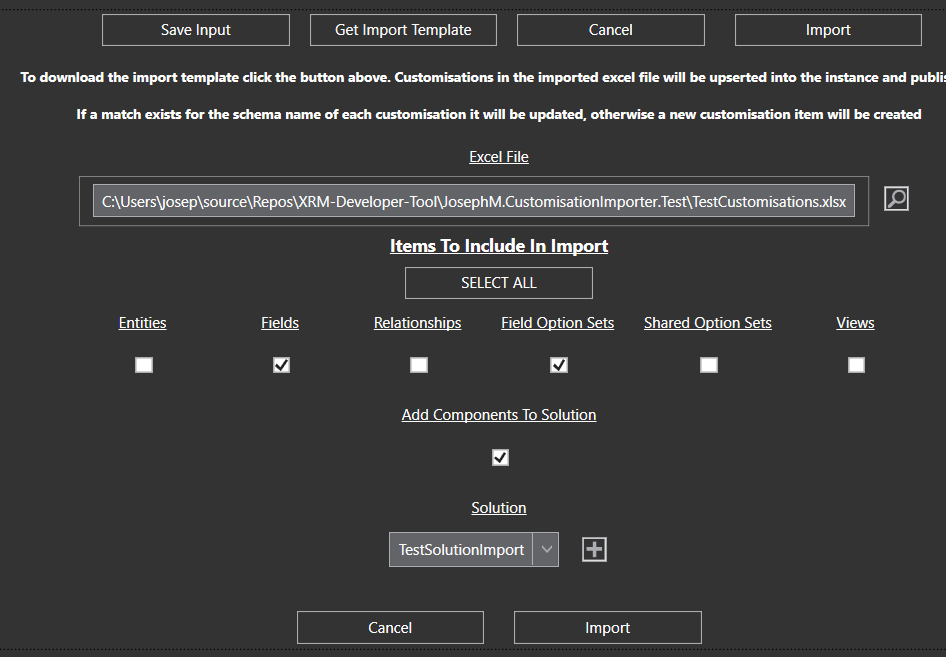 Save Input Get Import Template Cancel Import
To download the import template click the button above. Customisations in the imported excel file will be upserted into the instance and publis
If a match exists for the schema name of each customisation it will be updated, otherwise a new customisation item will be created
Excel File
C:\Users\josep\source\Repos\XRM-Developer-Tool\JosephM.CustomisationImporter.Test\TestCustomisations.xlsx
Items To Include In Import
SELECT ALL
Entities Fields Relationships Field Option Sets Shared Option Sets Views
Add Components To Solution
Solution
TestSolutionImport
Cancel Import